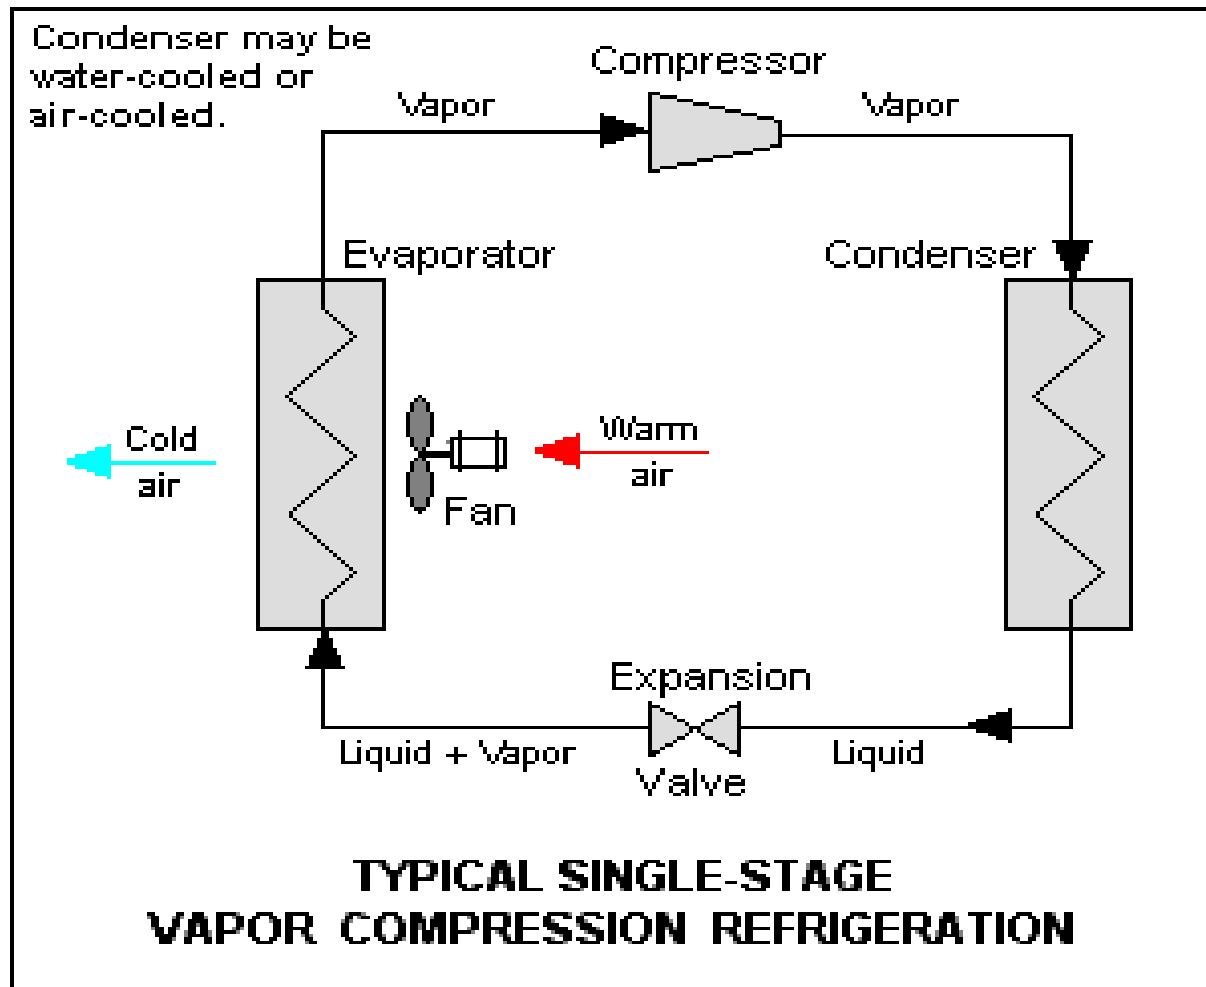 Condenser may be
water-cooled or
air-cooled.
Compressor
Vapor
Vapor
Evaporator
Condenser
Cold
air
Warm
air
Fan
Expansion
Valve
Liquid + Vapor
Liquid
TYPICAL SINGLE-STAGE
VAPOR COMPRESSION REFRIGERATION